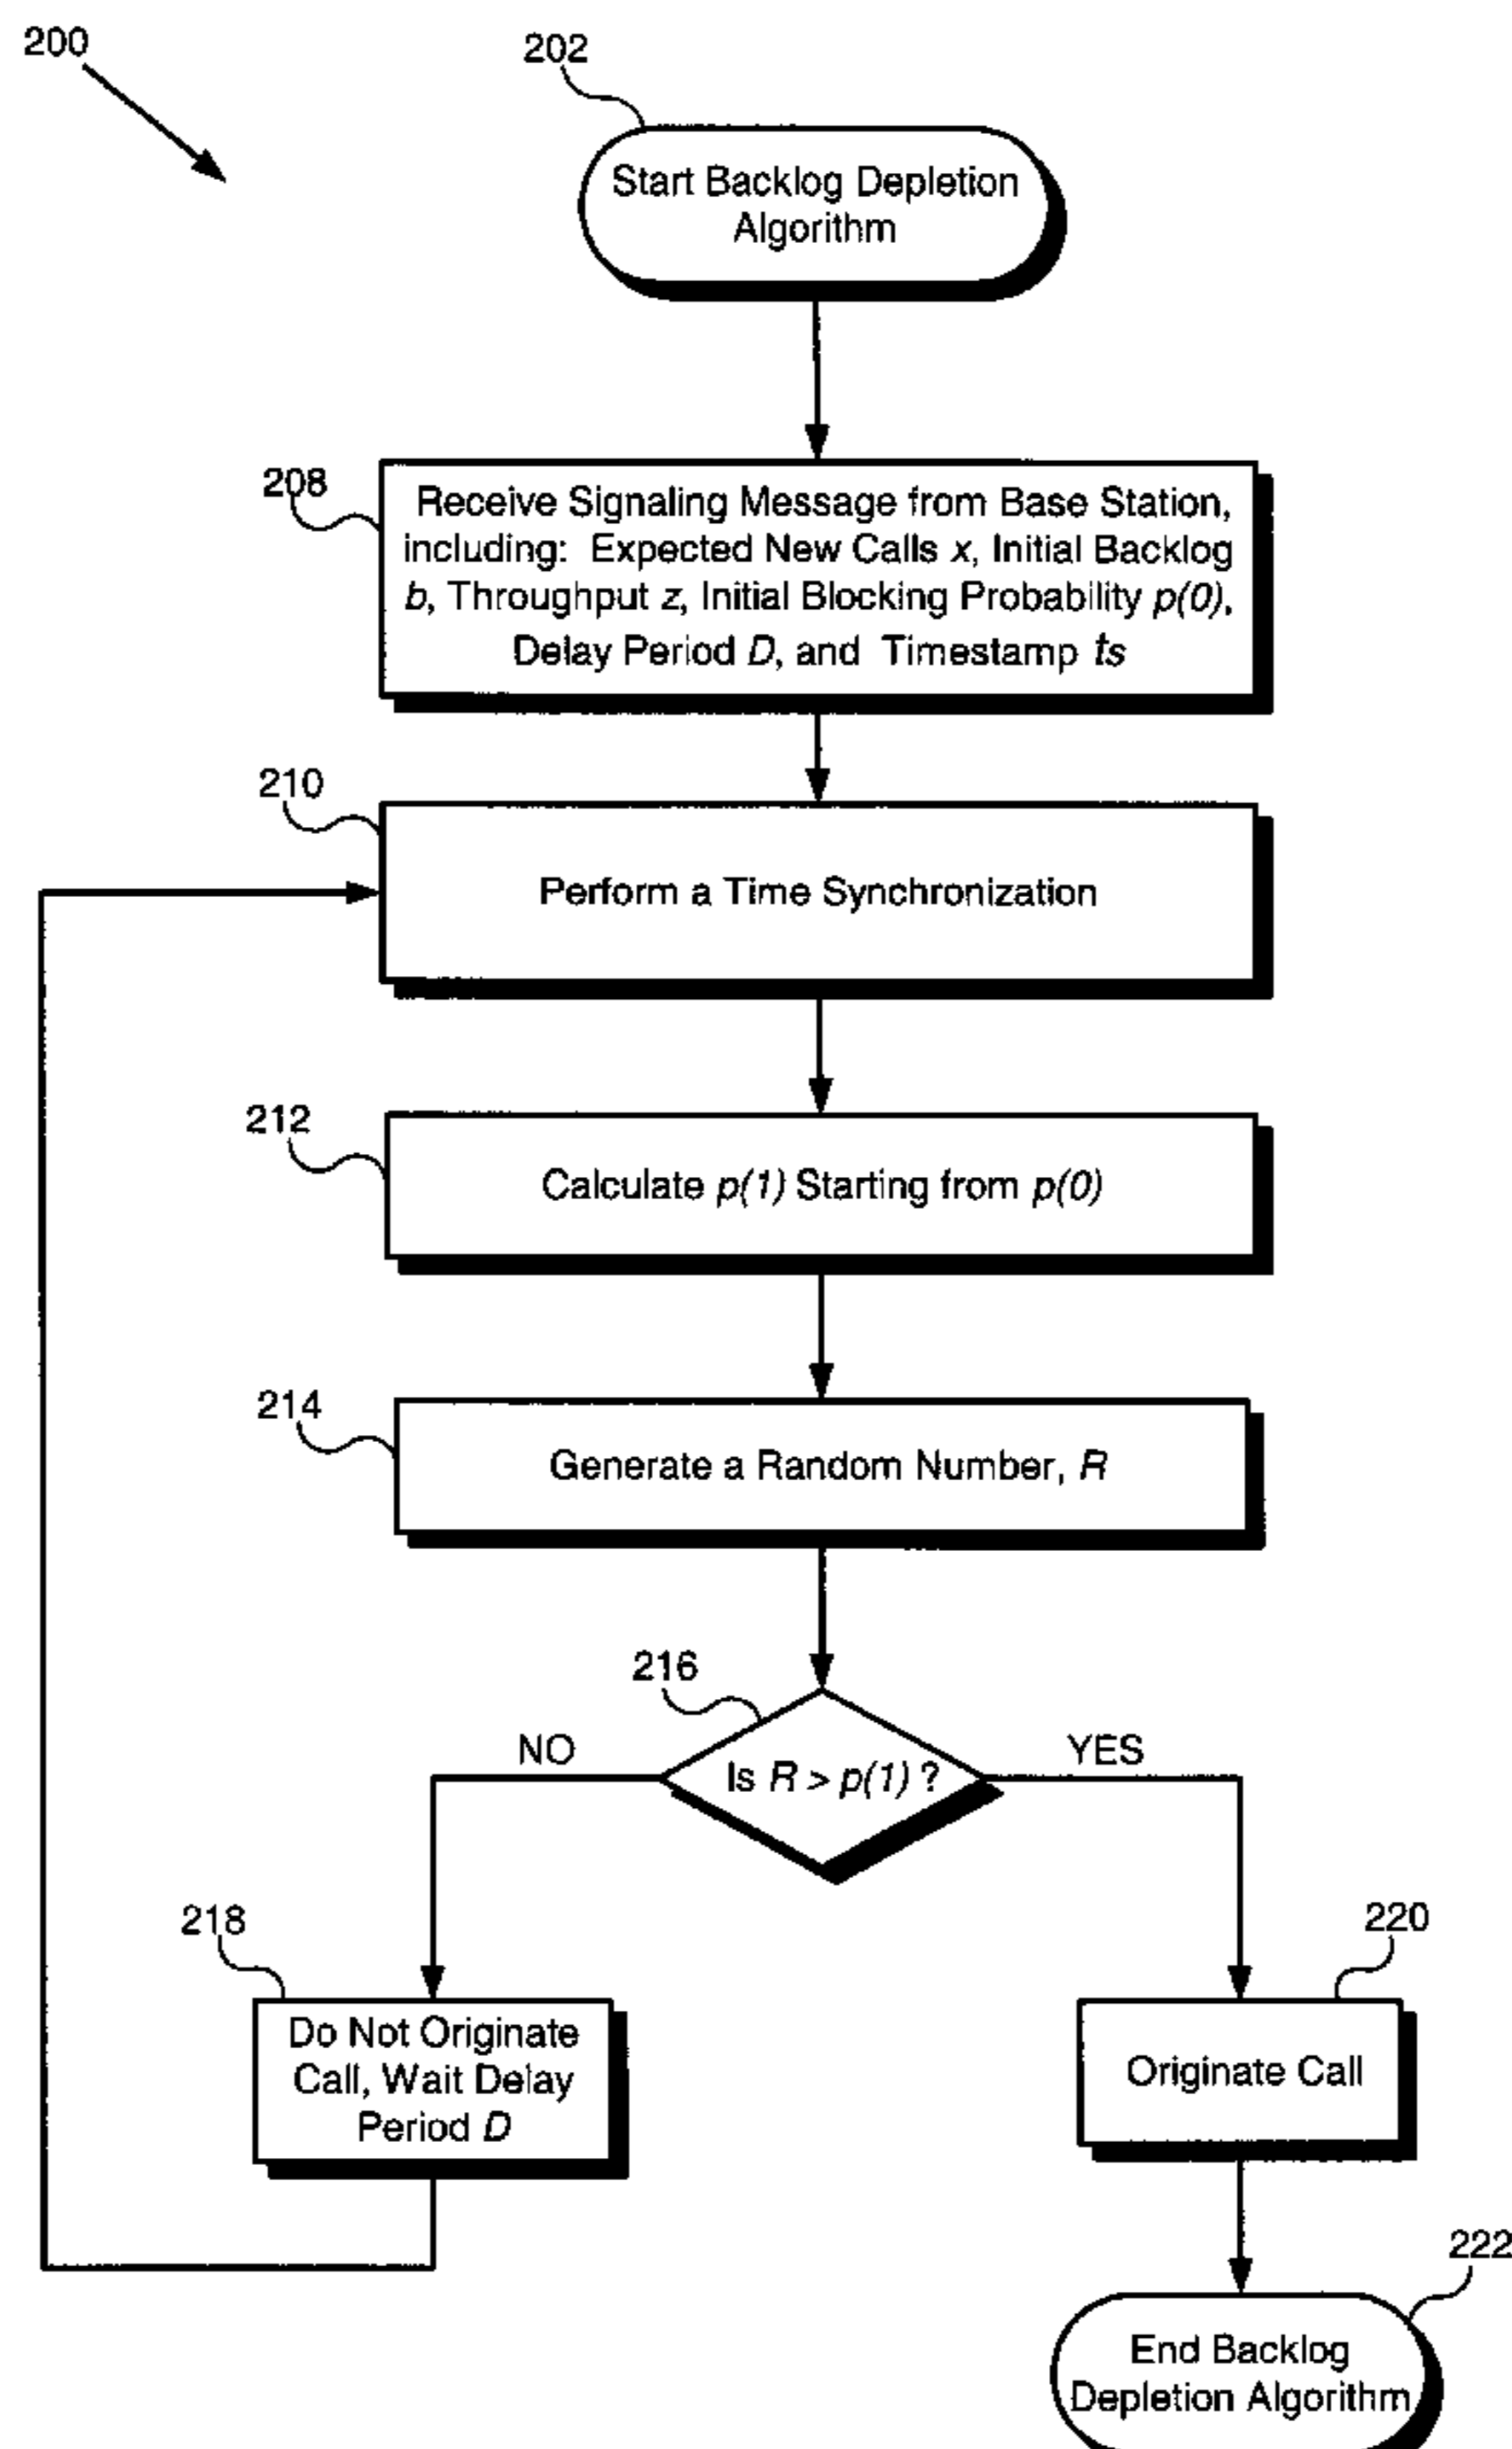 200
202
Start Backlog Depletion
Algorithm
208
Receive Signaling Message from Base Station,
including: Expected New Calls x, Initial Backlog
b, Throughput z, Initial Blocking Probability p(0),
Delay Period D, and Timestamp ts
210
Perform a Time Synchronization
212
Calculate p(1) Starting from p(0)
214
Generate a Random Number, R
216
NO
Is R > p(1) ?
YES
218
Do Not Originate
Call, Wait Delay
Period D
220
Originate Call
222
End Backlog
Depletion Algorithm